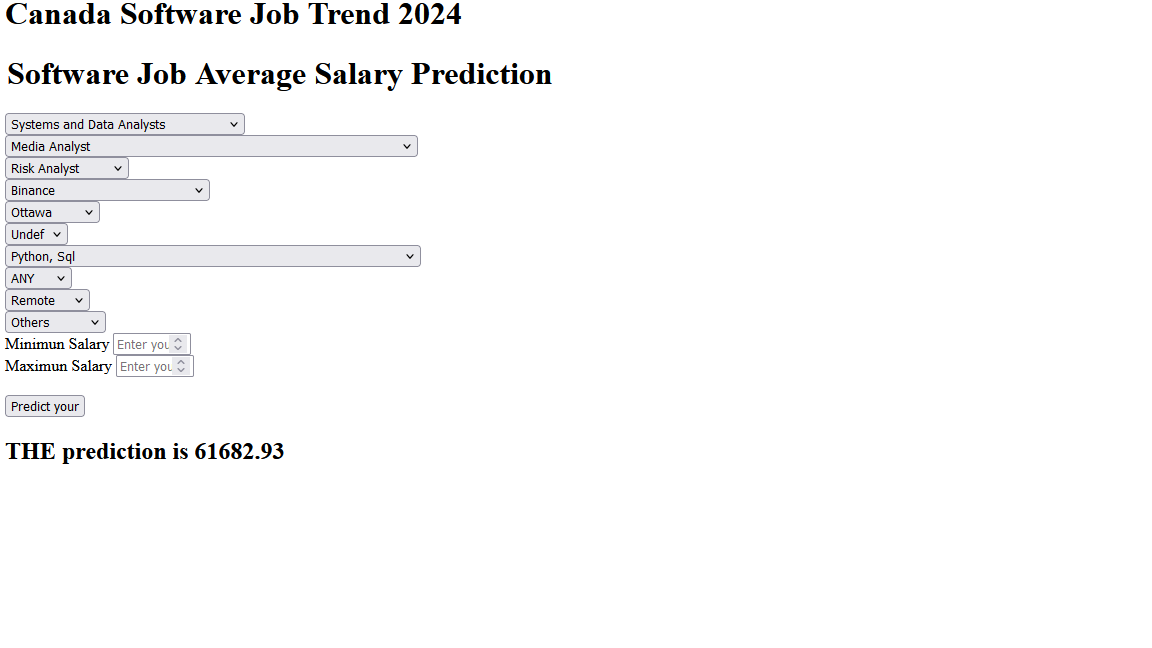 Canada Software Job Trend 2024
Software Job Average Salary Prediction
Systems and Data Analysts
Media Analyst
Risk Analyst
Binance
Ottawa
Undef
Python, Sql
ANY
Remote
Others
Minimun Salary Enter you
Maximun Salary Enter you
Predict your
THE prediction is 61682.93